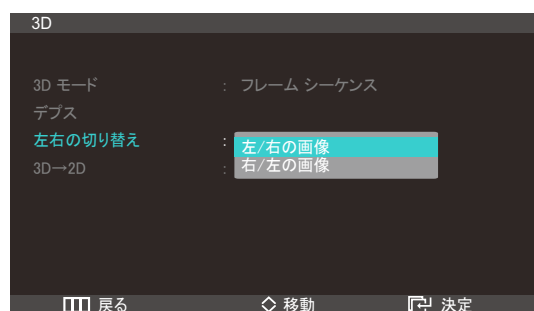 3D
3D モード : フレーム シーケンス
デプス
左右の切り替え : 左/右の画像
右/左の画像
3D→2D :
戻る 移動 決定